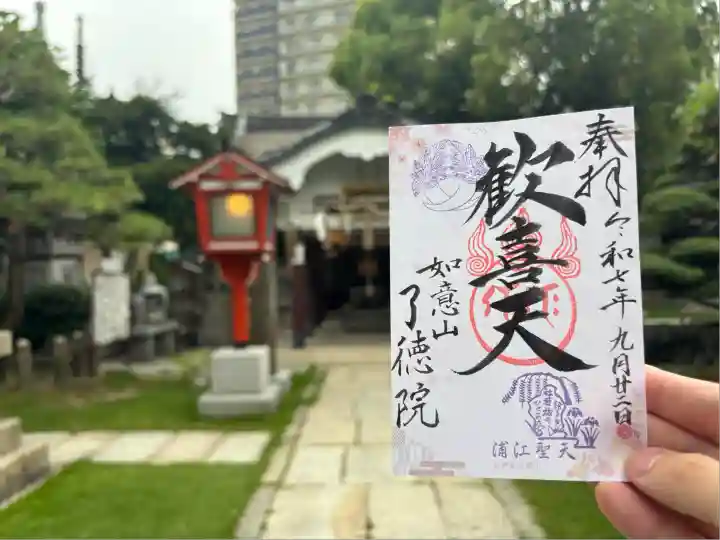 奉拝
令和七年九月廿二日
歓喜天
如意山
了徳院
浦江聖天